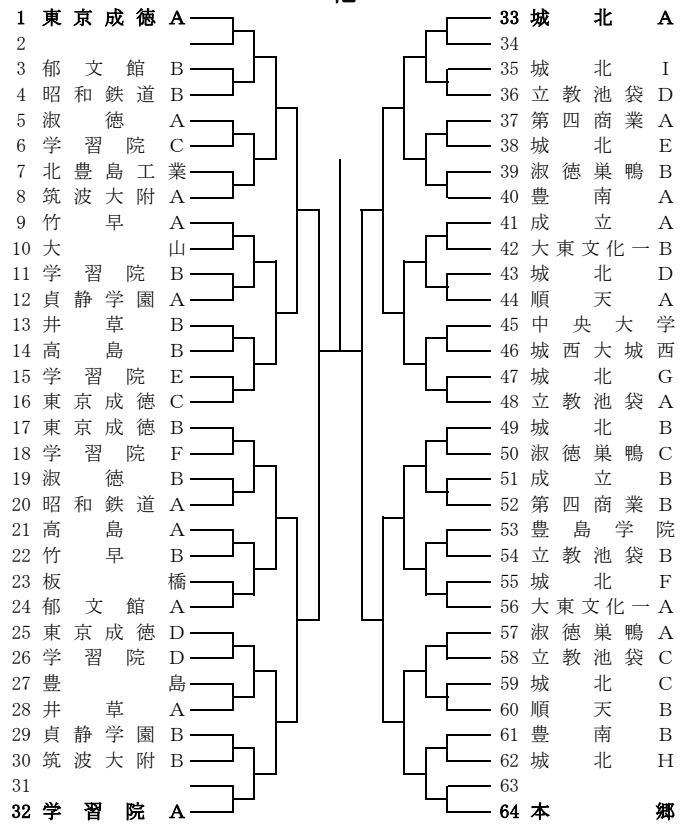 1 東京成徳 A
2
3 郁文館 B
4 昭和鉄道 B
5 淑徳 A
6 学習院 C
7 北豊島工業
8 筑波大附 A
9 竹早 A
10 大山
11 学習院 B
12 貞静学園 A
13 井草 B
14 高島 B
15 学習院 E
16 東京成徳 C
17 東京成徳 B
18 学習院 F
19 淑徳 B
20 昭和鉄道 A
21 高島 A
22 竹早 B
23 板橋
24 郁文館 A
25 東京成徳 D
26 学習院 D
27 豊島
28 井草 A
29 貞静学園 B
30 筑波大附 B
31
32 学習院 A
33 城北 A
34
35 城北 I
36 立教池袋 D
37 第四商業 A
38 城北 E
39 淑徳巣鴨 B
40 豊南 A
41 成立 A
42 大東文化一 B
43 城北 D
44 順天 A
45 中央大学
46 城西大城西
47 城北 G
48 立教池袋 A
49 城北 B
50 淑徳巣鴨 C
51 成立 B
52 第四商業 B
53 豊島学院
54 立教池袋 B
55 城北 F
56 大東文化一 A
57 淑徳巣鴨 A
58 立教池袋 C
59 城北 C
60 順天 B
61 豊南 B
62 城北 H
63
64 本郷